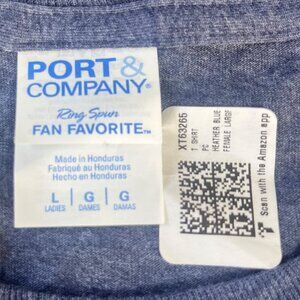 PORT &
COMPANY®
Ring Spun
FAN FAVORITE™
Made in Honduras
Fabriqué au Honduras
Hecho en Honduras
L G G
LADIES DAMES DAMAS
XT63265
T SHIRT
PC
HEATHER BLUE
FEMALE LARGE
Scan with the Amazon app